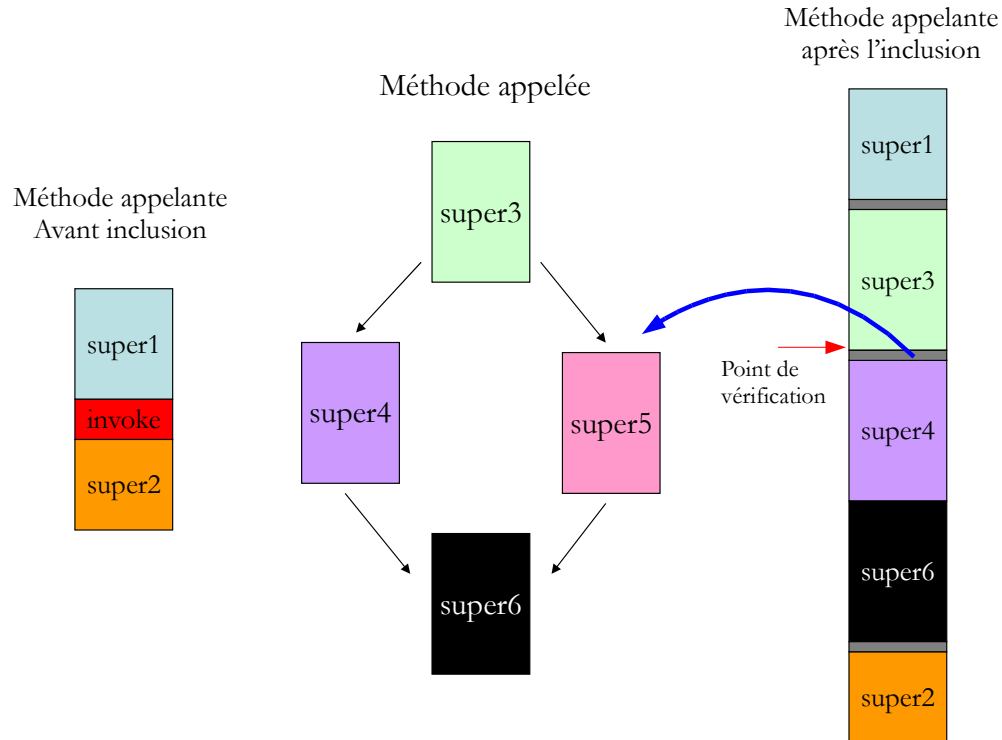 Méthode appelante
Avant inclusion
super1
invoke
super2
Méthode appelée
super3
super4
super5
super6
Méthode appelante
après l'inclusion
super1
super3
Point de
vérification
super4
super6
super2